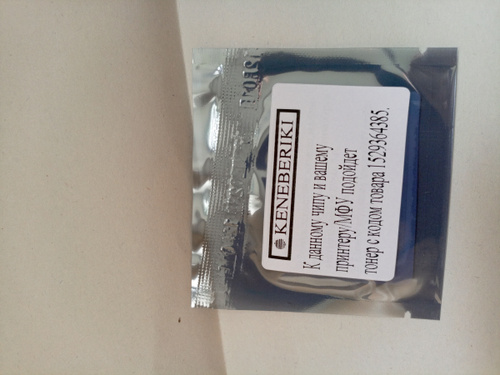 KENEBERIKI
К данному чипу и вашему
принтеру/МФУ подойдет
тонер с кодом товара 1529364385.